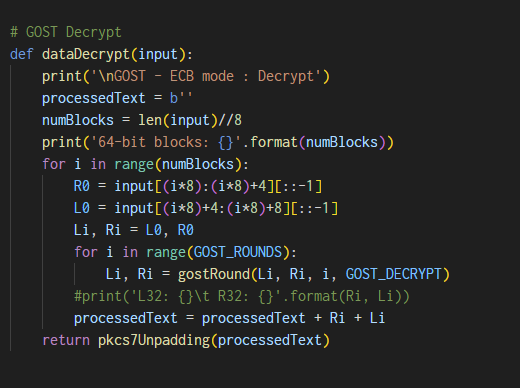 # GOST Decrypt
def dataDecrypt(input):
    print('\nGOST - ECB mode : Decrypt')
    processedText = b''
    numBlocks = len(input)//8
    print('64-bit blocks: {}'.format(numBlocks))
    for i in range(numBlocks):
        R0 = input[(i*8):(i*8)+4][::-1]
        L0 = input[(i*8)+4:(i*8)+8][::-1]
        Li, Ri = L0, R0
        for i in range(GOST_ROUNDS):
            Li, Ri = gostRound(Li, Ri, i, GOST_DECRYPT)
        #print('L32: {}\t R32: {}'.format(Ri, Li))
        processedText = processedText + Ri + Li
    return pkcs7Unpadding(processedText)